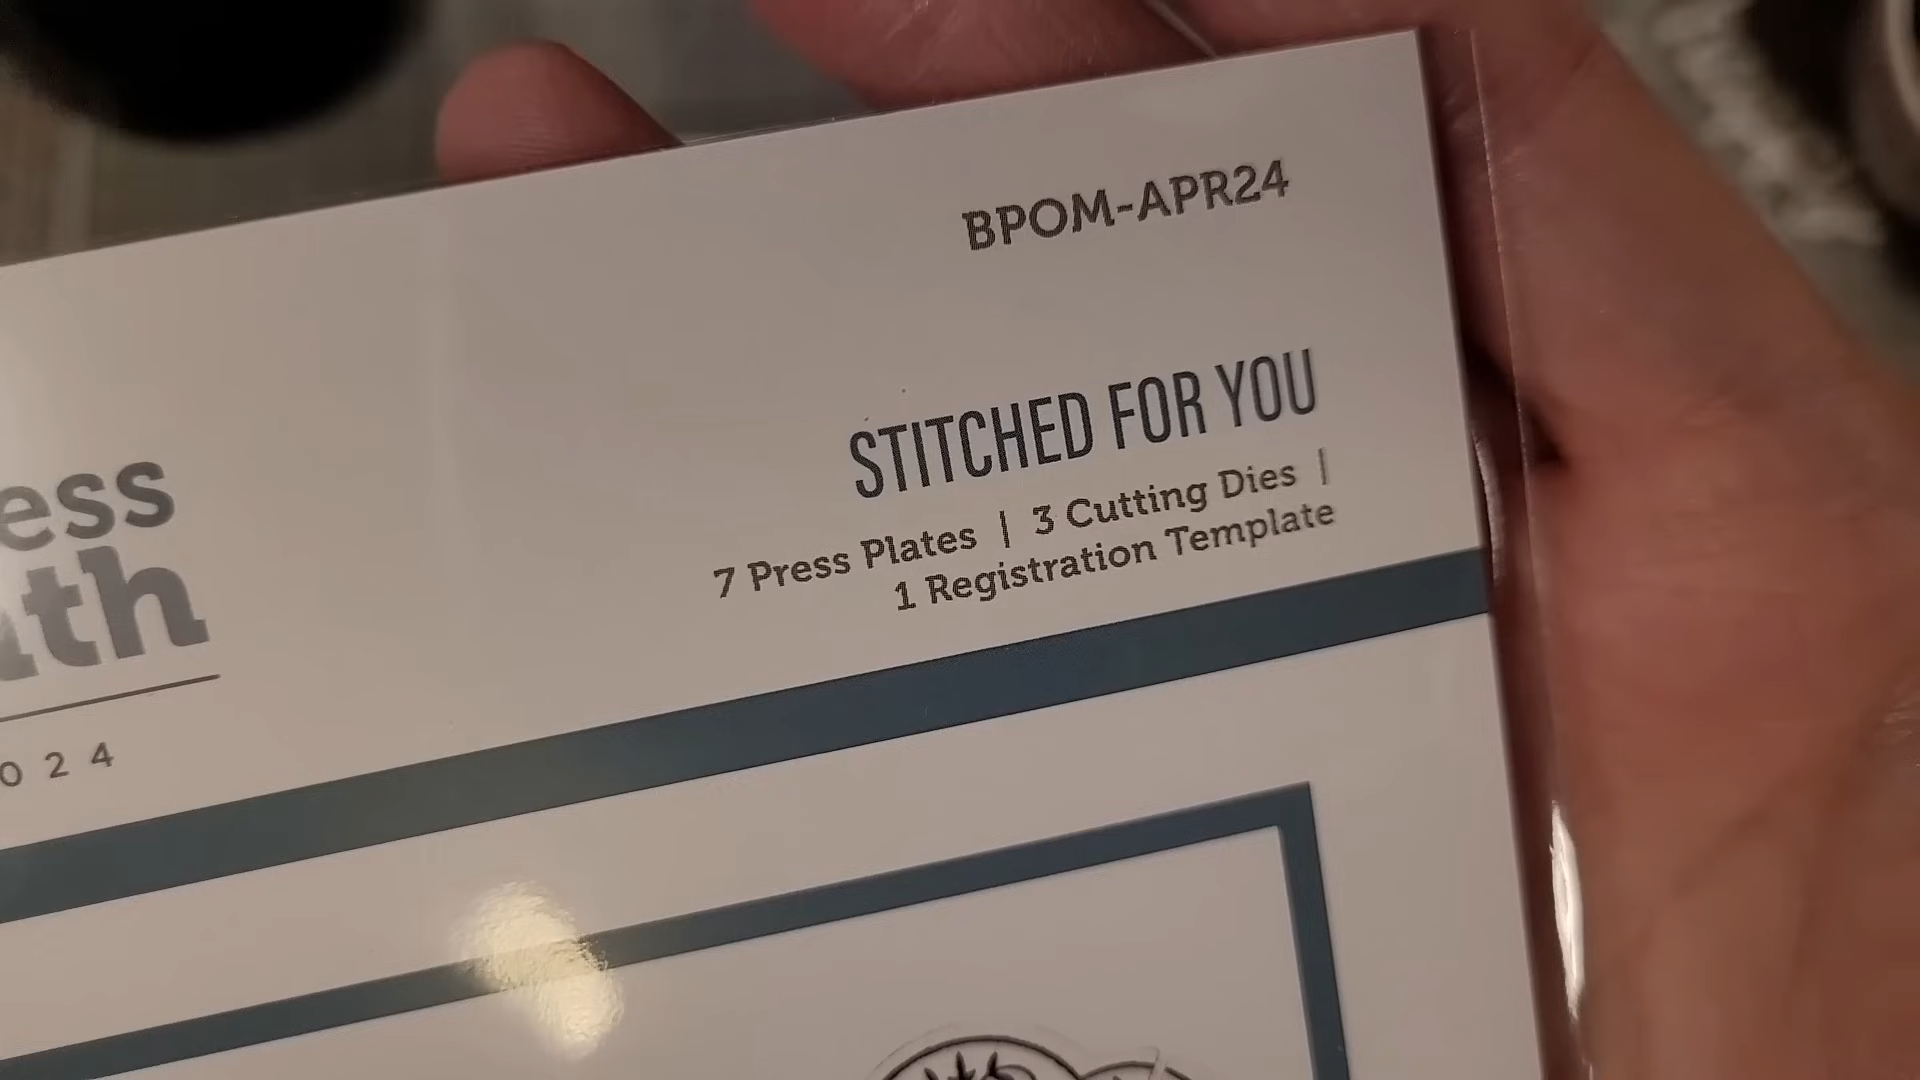 BPOM-APR24
STITCHED FOR YOU
7 Press Plates | 3 Cutting Dies |
1 Registration Template
ess
th
024